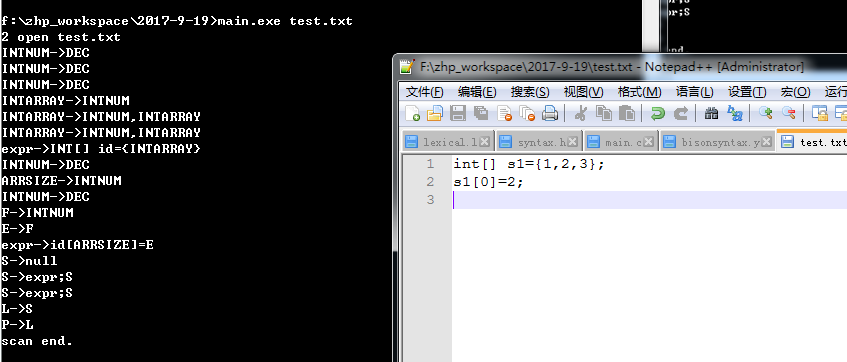 f:\zhp_workspace\2017-9-19>main.exe test.txt
2 open test.txt
INTNUM->DEC
INTNUM->DEC
INTNUM->DEC
INTARRAY->INTNUM
INTARRAY->INTNUM,INTARRAY
INTARRAY->INTNUM,INTARRAY
expr->INT[] id={INTARRAY}
INTNUM->DEC
ARRSIZE->INTNUM
INTNUM->DEC
F->INTNUM
E->F
expr->id[ARRSIZE]=E
S->null
S->expr;S
S->expr;S
L->S
P->L
scan end.
F:\zhp_workspace\2017-9-19\test.txt - Notepad++ [Administrator]
文件(F) 编辑(E) 搜索(S) 视图(V) 格式(M) 语言(L) 设置(T) 宏(O) 运行
lexical.l syntax.h main.c bisonsyntax.y test.txt
1 int[] s1={1,2,3};
2 s1[0]=2;
3